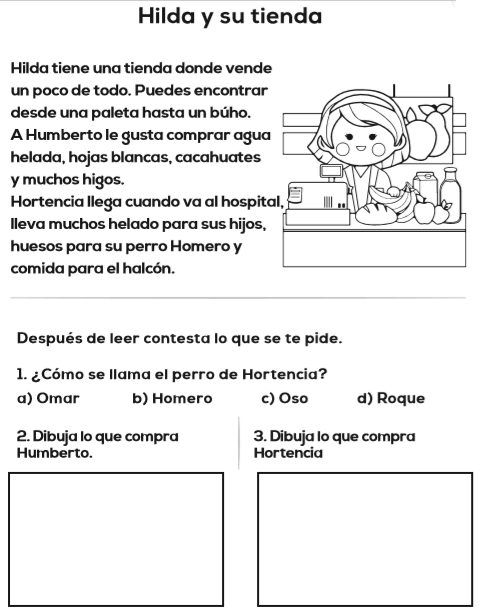 Hilda y su tienda
Hilda tiene una tienda donde vende
un poco de todo. Puedes encontrar
desde una paleta hasta un búho.
A Humberto le gusta comprar agua
helada, hojas blancas, cacahuates
y muchos higos.
Hortencia llega cuando va al hospital,
lleva muchos helado para sus hijos,
huesos para su perro Homero y
comida para el halcón.
Después de leer contesta lo que se te pide.
1. ¿Cómo se llama el perro de Hortencia?
a) Omar b) Homero c) Oso d) Roque
2. Dibuja lo que compra
Humberto.
3. Dibuja lo que compra
Hortencia